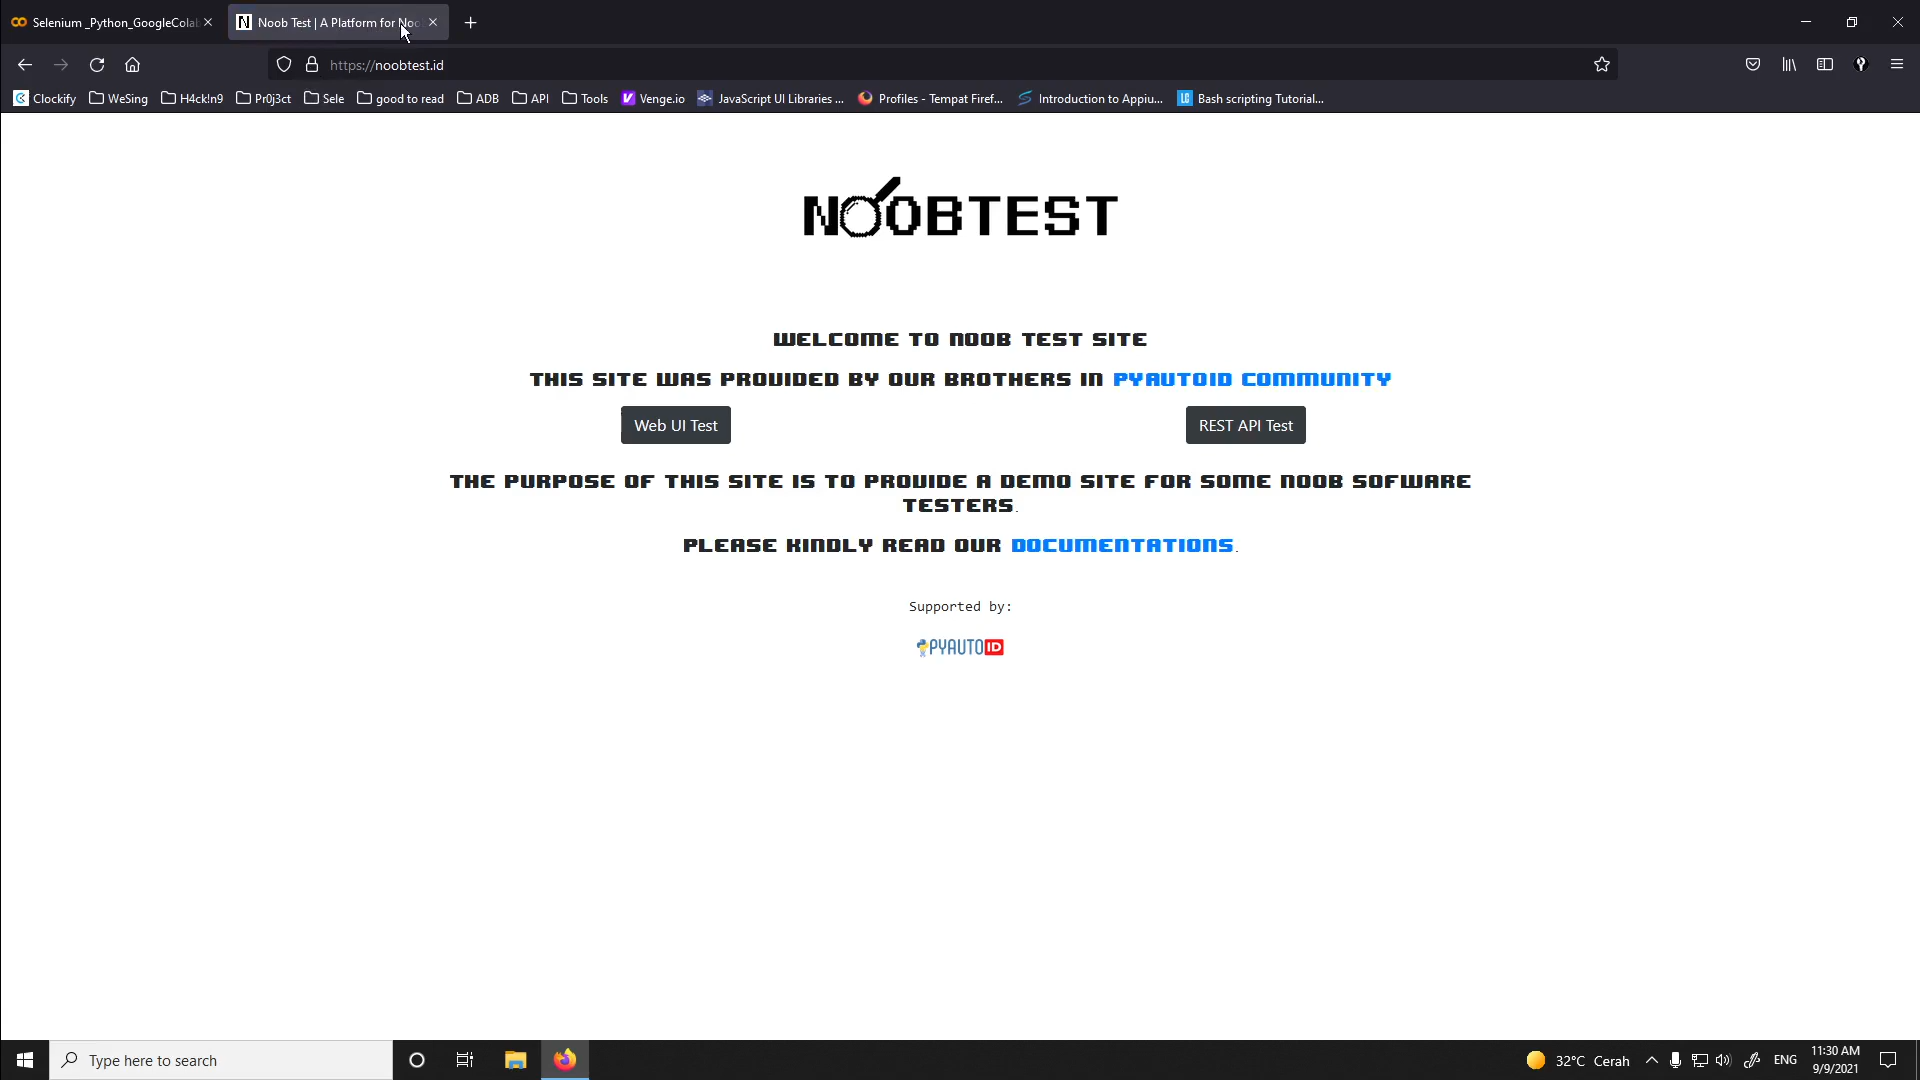 Selenium _Python_GoogleColab
Noob Test | A Platform for Noo
https://noobtest.id
Clockify
WeSing
H4ck!n9
Pr0j3ct
Sele
good to read
ADB
API
Tools
Venge.io
JavaScript UI Libraries ...
Profiles - Tempat Firef...
Introduction to Appiu...
Bash scripting Tutorial...
NOOBTEST
WELCOME TO NOOB TEST SITE
THIS SITE WAS PROVIDED BY OUR BROTHERS IN PYAUTOID COMMUNITY
Web UI Test
REST API Test
THE PURPOSE OF THIS SITE IS TO PROVIDE A DEMO SITE FOR SOME NOOB SOFWARE
TESTERS.
PLEASE KINDLY READ OUR DOCUMENTATIONS.
Supported by:
PYAUTO ID
Type here to search
32°C Cerah
ENG
11:30 AM
9/9/2021